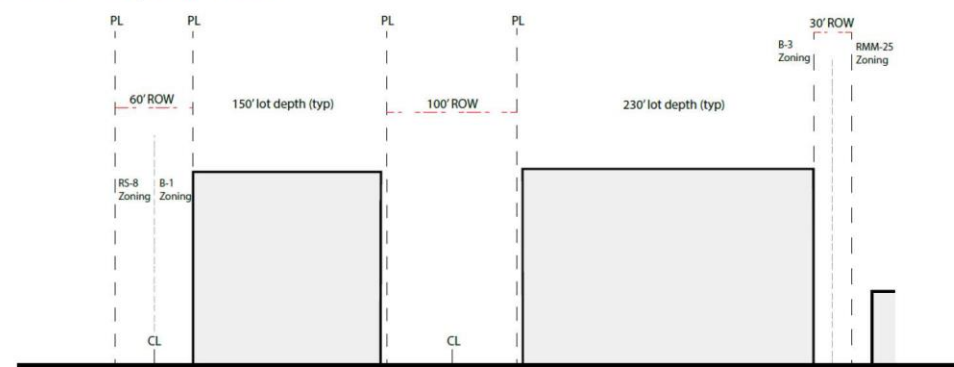 PL
PL
PL
PL
30' ROW
B-3
Zoning
RMM-25
Zoning
60' ROW
150' lot depth (typ)
100' ROW
230' lot depth (typ)
RS-8
Zoning
B-1
Zoning
CL
CL